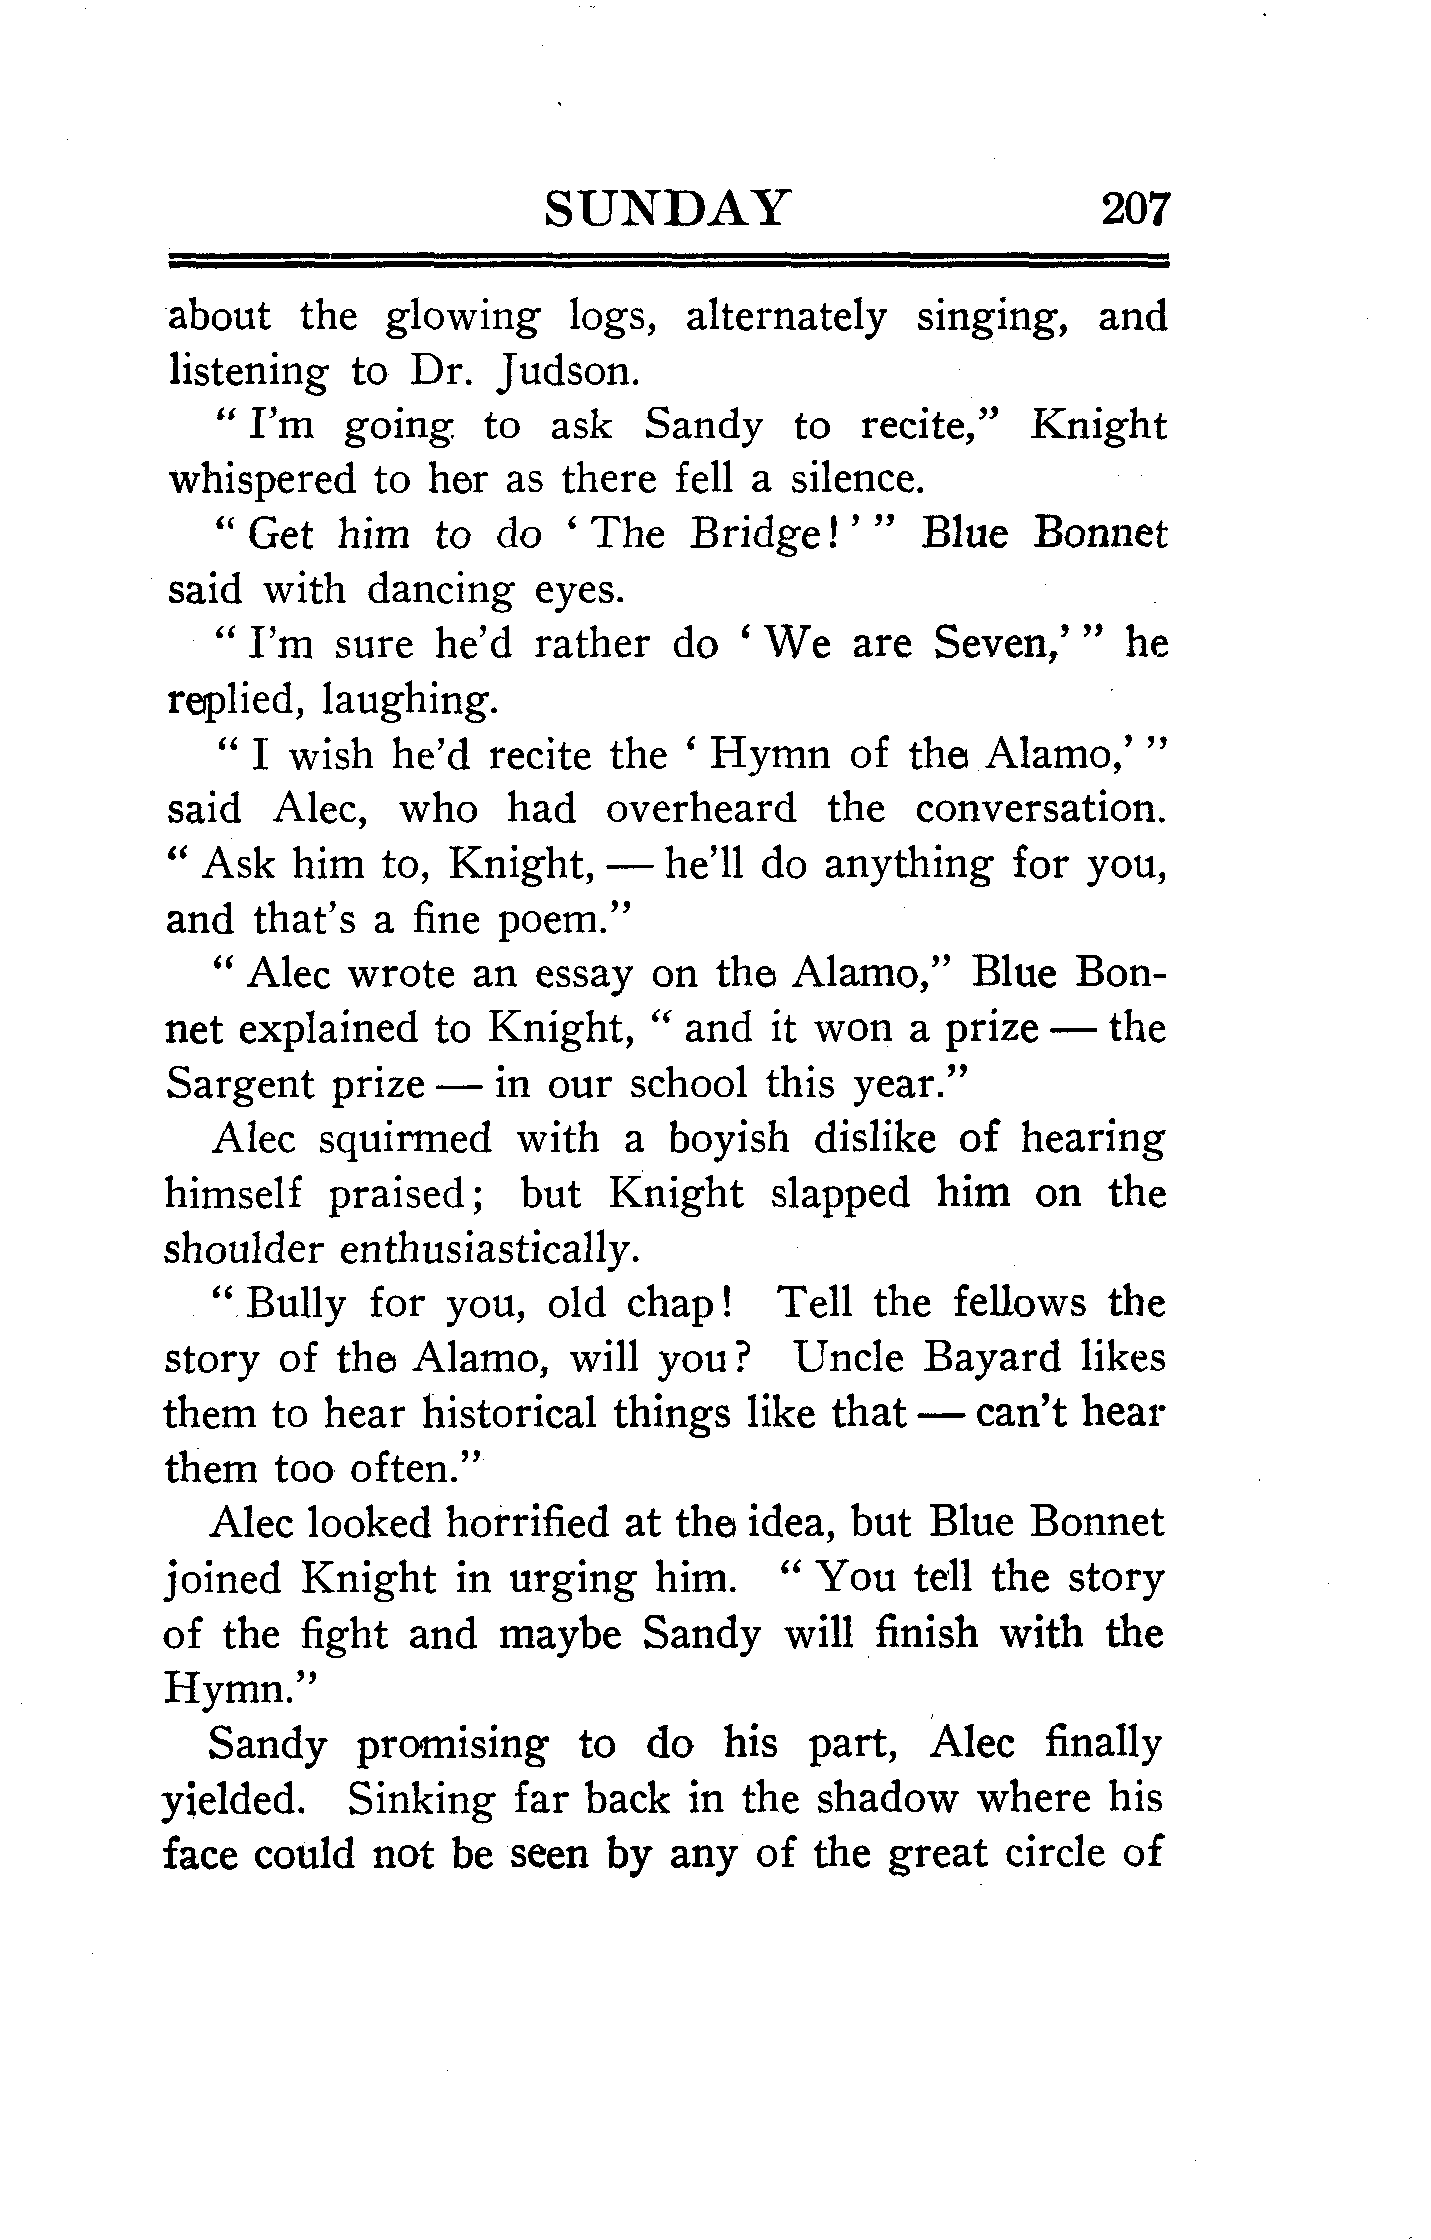 SUNDAY 207
about the glowing logs, alternately singing, and
listening to Dr. Judson.
" I'm going to ask Sandy to recite," Knight
whispered to her as there fell a silence.
" Get him to do ' The Bridge! ' " Blue Bonnet
said with dancing eyes.
" I'm sure he'd rather do ' We are Seven,' " he
replied, laughing.
" I wish he'd recite the ' Hymn of the Alamo,' "
said Alec, who had overheard the conversation.
" Ask him to, Knight, — he'll do anything for you,
and that's a fine poem."
" Alec wrote an essay on the Alamo," Blue Bon-
net explained to Knight, " and it won a prize — the
Sargent prize — in our school this year."
Alec squirmed with a boyish dislike of hearing
himself praised; but Knight slapped him on the
shoulder enthusiastically.
" Bully for you, old chap! Tell the fellows the
story of the Alamo, will you? Uncle Bayard likes
them to hear historical things like that — can't hear
them too often."
Alec looked horrified at the idea, but Blue Bonnet
joined Knight in urging him. " You tell the story
of the fight and maybe Sandy will finish with the
Hymn."
Sandy promising to do his part, Alec finally
yielded. Sinking far back in the shadow where his
face could not be seen by any of the great circle of